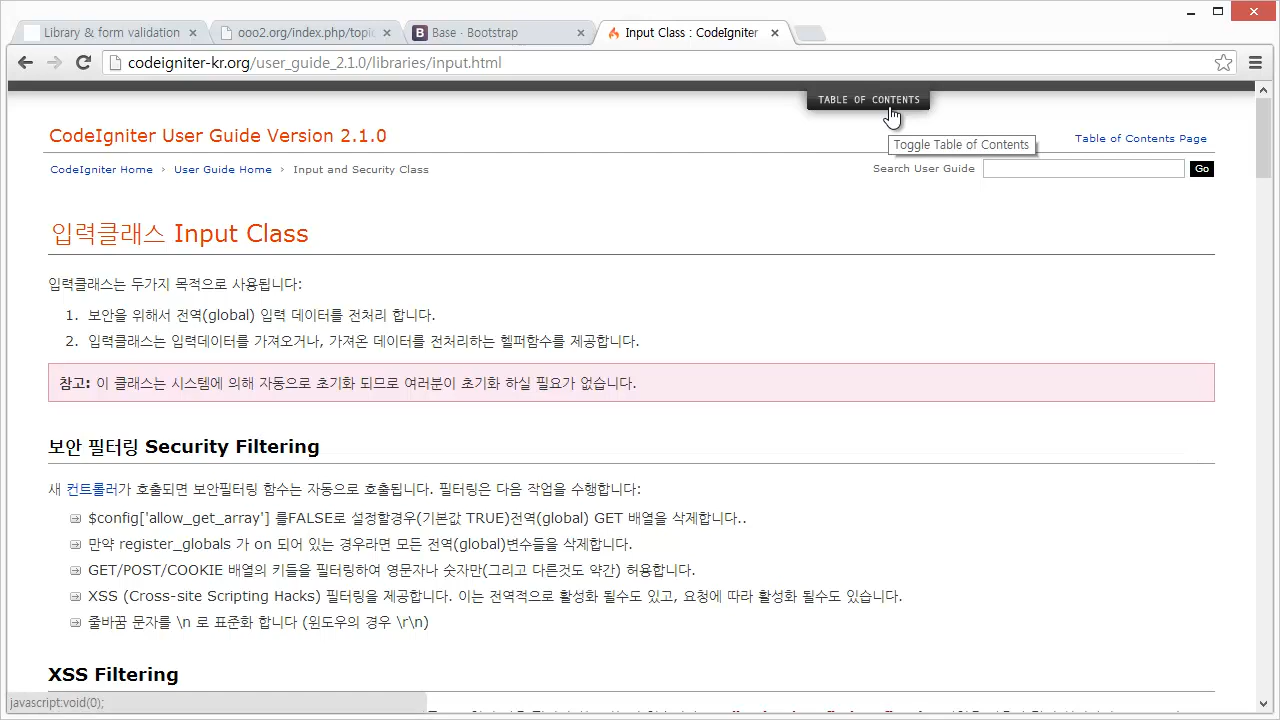 Library & form validation
ooo2.org/index.php/topic
Base · Bootstrap
Input Class : CodeIgniter
codeigniter-kr.org/user_guide_2.1.0/libraries/input.html
TABLE OF CONTENTS
CodeIgniter User Guide Version 2.1.0
Toggle Table of Contents
Table of Contents Page
CodeIgniter Home › User Guide Home › Input and Security Class
Search User Guide
Go
입력클래스 Input Class
입력클래스는 두가지 목적으로 사용됩니다:
1. 보안을 위해서 전역(global) 입력 데이터를 전처리 합니다.
2. 입력클래스는 입력데이터를 가져오거나, 가져온 데이터를 전처리하는 헬퍼함수를 제공합니다.
참고: 이 클래스는 시스템에 의해 자동으로 초기화 되므로 여러분이 초기화 하실 필요가 없습니다.
보안 필터링 Security Filtering
새 컨트롤러가 호출되면 보안필터링 함수는 자동으로 호출됩니다. 필터링은 다음 작업을 수행합니다:
$config['allow_get_array'] 를FALSE로 설정할경우(기본값 TRUE)전역(global) GET 배열을 삭제합니다..
만약 register_globals 가 on 되어 있는 경우라면 모든 전역(global)변수들을 삭제합니다.
GET/POST/COOKIE 배열의 키들을 필터링하여 영문자나 숫자만(그리고 다른것도 약간) 허용합니다.
XSS (Cross-site Scripting Hacks) 필터링을 제공합니다. 이는 전역적으로 활성화 될수도 있고, 요청에 따라 활성화 될수도 있습니다.
줄바꿈 문자를 \n 로 표준화 합니다 (윈도우의 경우 \r\n)
XSS Filtering
javascript:void(0);